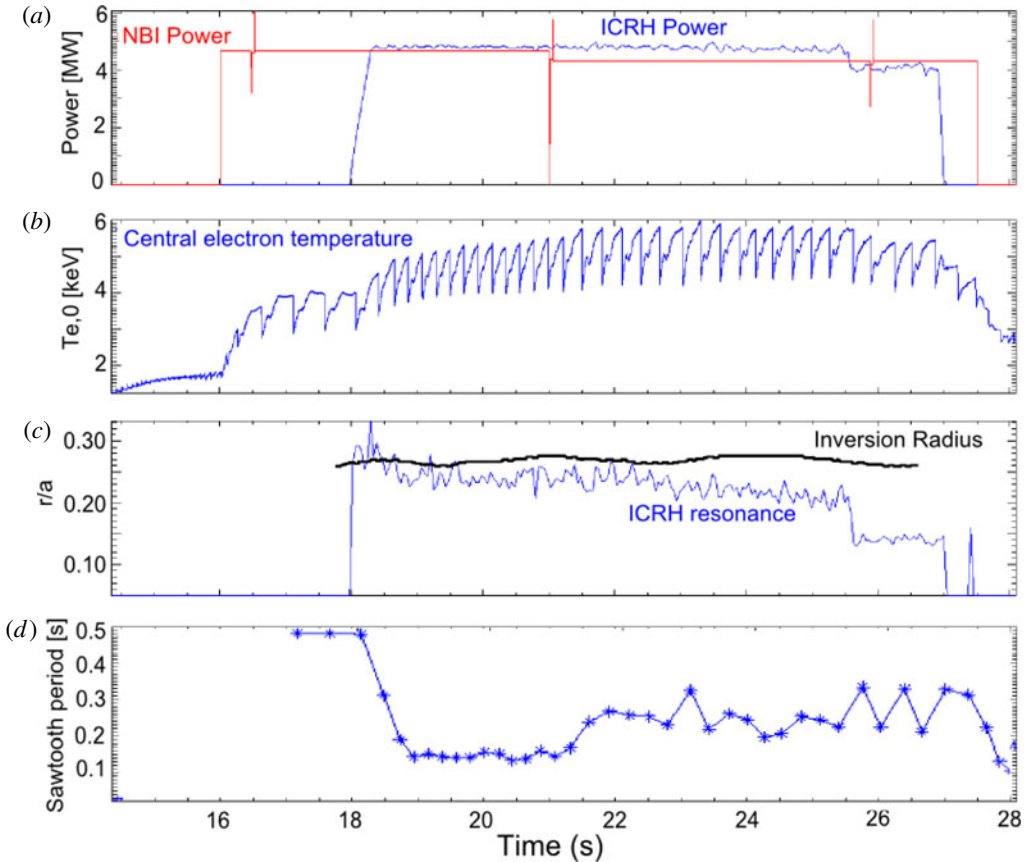 (a)
NBI Power
ICRH Power
Power [MW]
6
4
2
0
(b)
Central electron temperature
Te,0 [keV]
6
4
2
(c)
Inversion Radius
ICRH resonance
r/a
0.30
0.20
0.10
(d)
Sawtooth period [s]
0.5
0.4
0.3
0.2
0.1
16 18 20 22 24 26 28
Time (s)